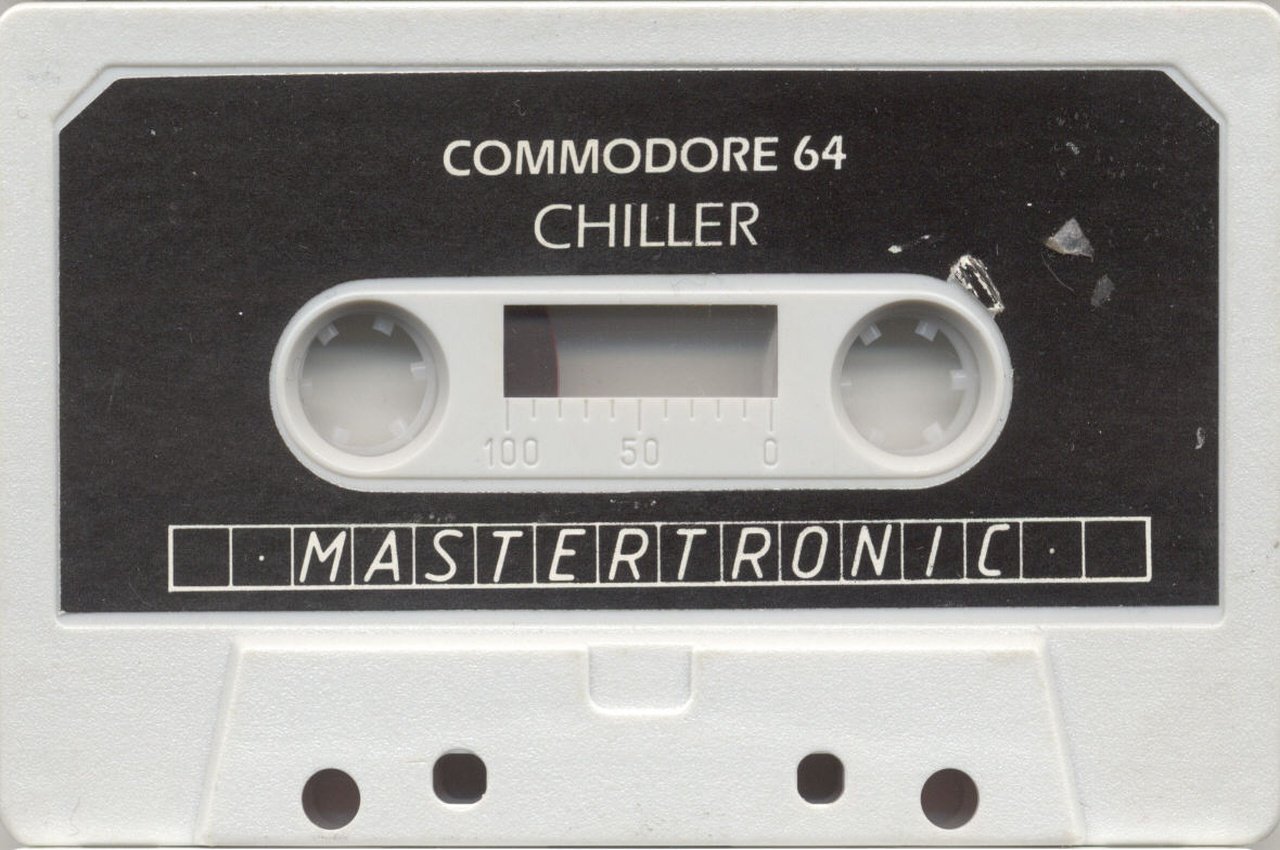 COMMODORE 64
CHILLER
100 50 0
MASTERTRONIC